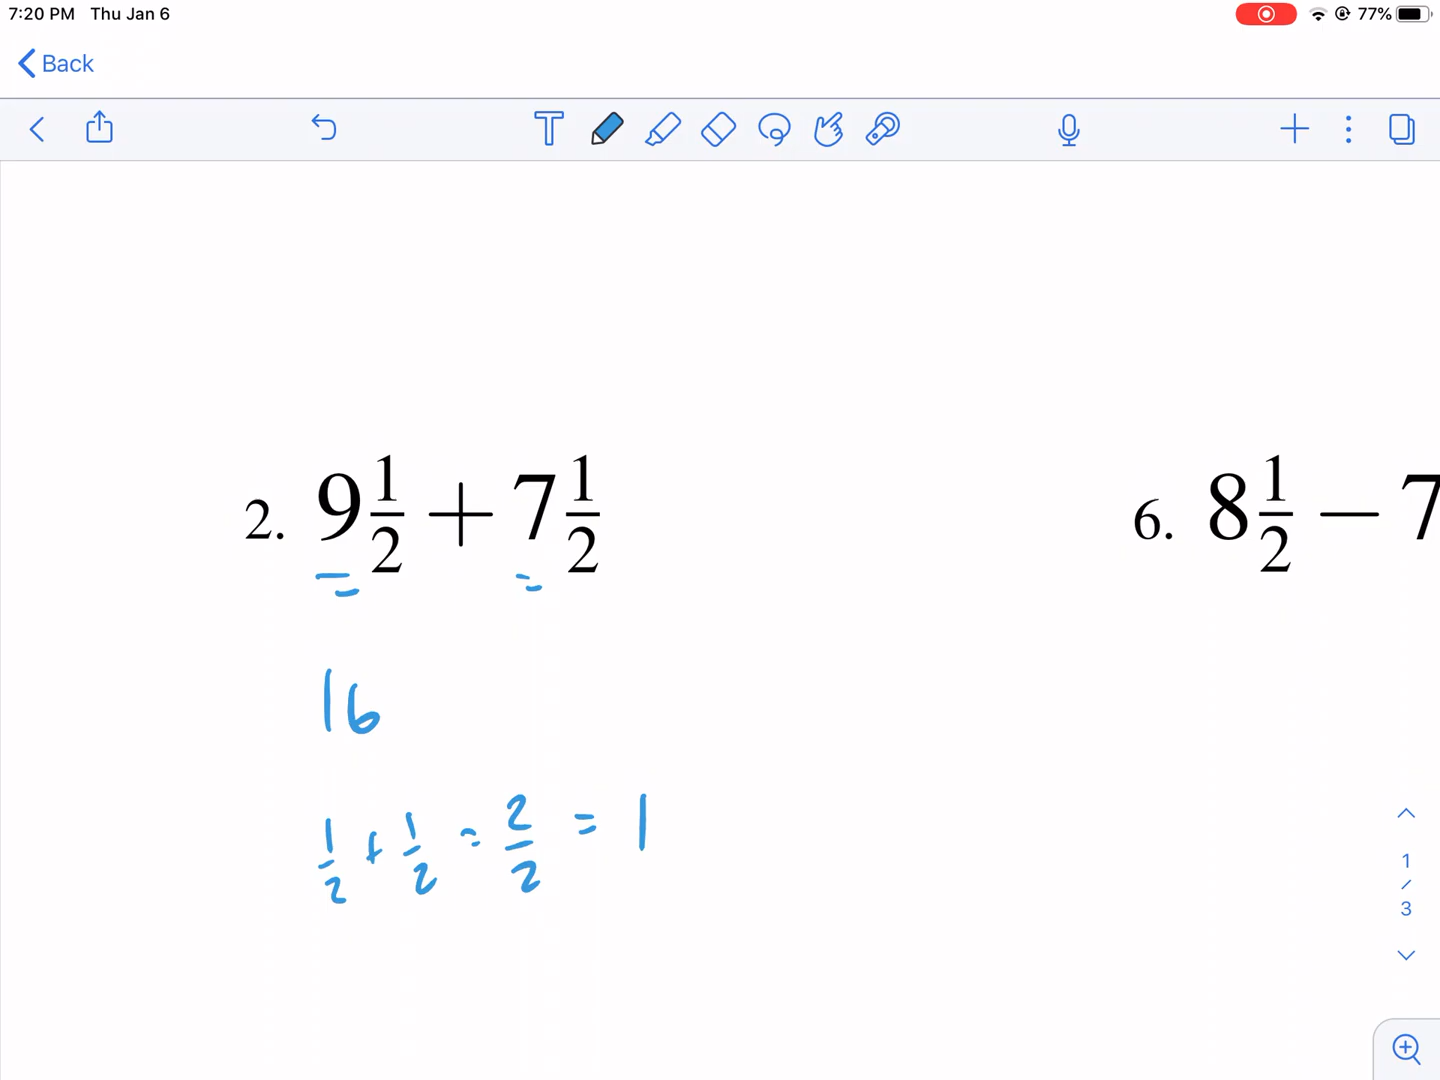 7:20 PM Thu Jan 6 77%
Back
2. 9 1/2 + 7 1/2
6. 8 1/2 − 7
16
1/2 + 1/2 = 2/2 = 1
1
/
3